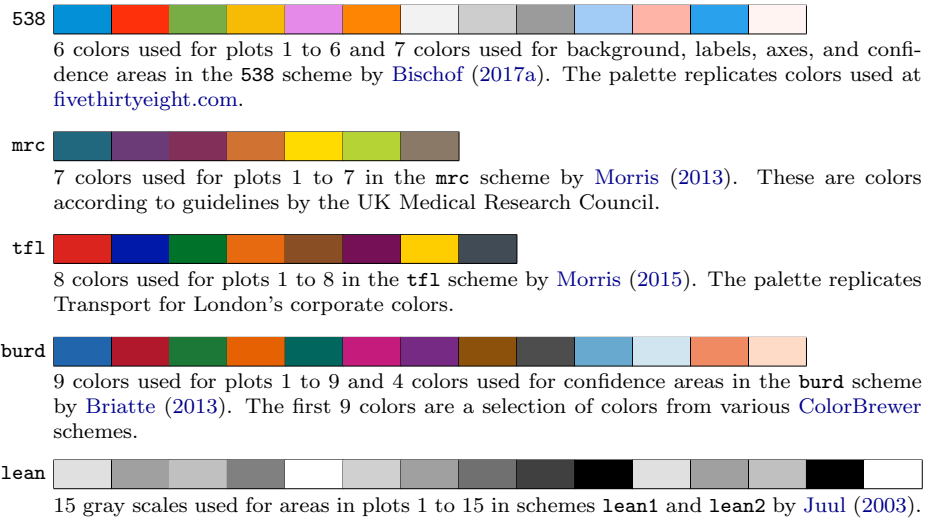 538
6 colors used for plots 1 to 6 and 7 colors used for background, labels, axes, and confi-
dence areas in the 538 scheme by Bischof (2017a). The palette replicates colors used at
fivethirtyeight.com.
mrc
7 colors used for plots 1 to 7 in the mrc scheme by Morris (2013). These are colors
according to guidelines by the UK Medical Research Council.
tfl
8 colors used for plots 1 to 8 in the tfl scheme by Morris (2015). The palette replicates
Transport for London's corporate colors.
burd
9 colors used for plots 1 to 9 and 4 colors used for confidence areas in the burd scheme
by Briatte (2013). The first 9 colors are a selection of colors from various ColorBrewer
schemes.
lean
15 gray scales used for areas in plots 1 to 15 in schemes lean1 and lean2 by Juul (2003).